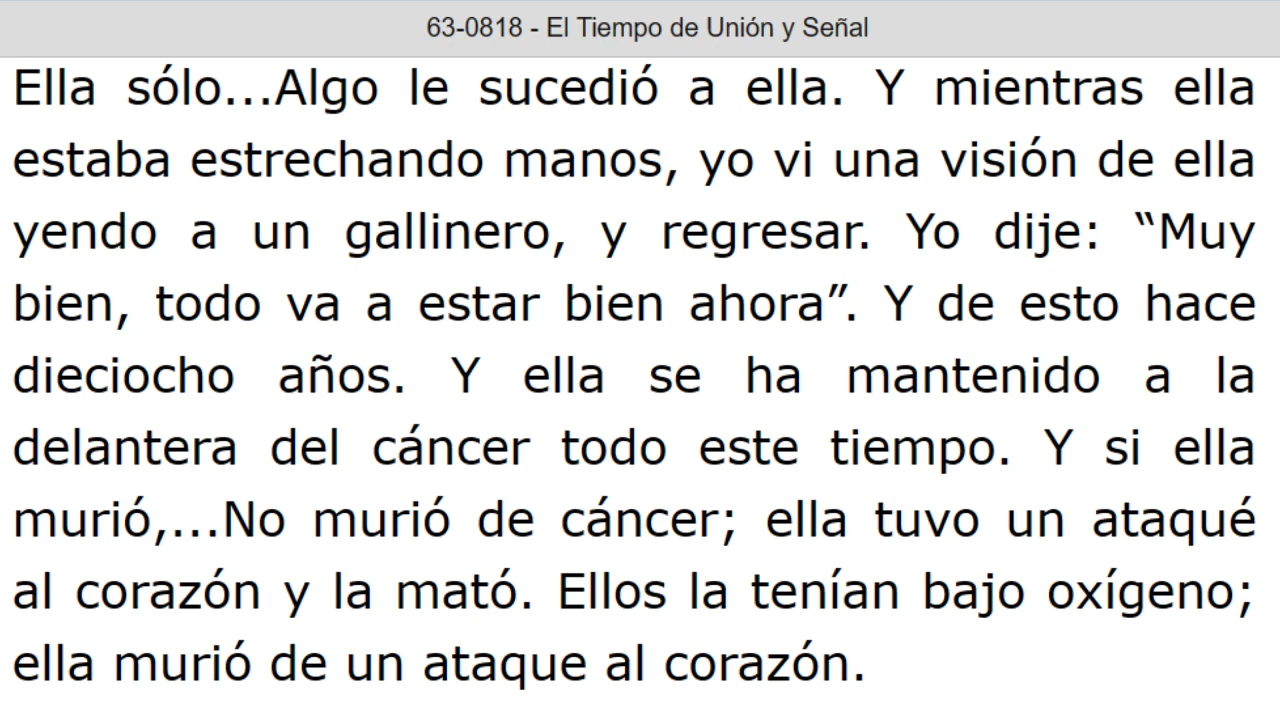 63-0818 - El Tiempo de Unión y Señal
Ella sólo...Algo le sucedió a ella. Y mientras ella
estaba estrechando manos, yo vi una visión de ella
yendo a un gallinero, y regresar. Yo dije: “Muy
bien, todo va a estar bien ahora”. Y de esto hace
dieciocho años. Y ella se ha mantenido a la
delantera del cáncer todo este tiempo. Y si ella
murió,...No murió de cáncer; ella tuvo un ataqué
al corazón y la mató. Ellos la tenían bajo oxígeno;
ella murió de un ataque al corazón.